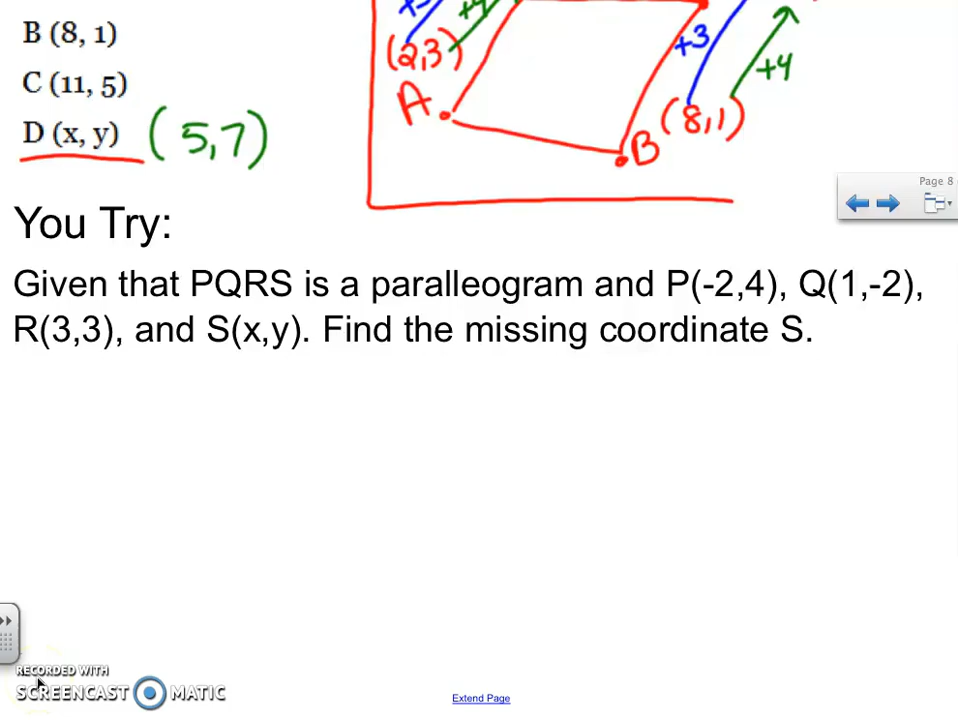 B (8, 1)
C (11, 5)
D (x, y) (5,7)
+4
(2,3)
A
+3
+4
(8,1)
B
Page 8
You Try:
Given that PQRS is a paralleogram and P(-2,4), Q(1,-2),
R(3,3), and S(x,y). Find the missing coordinate S.
RECORDED WITH
SCREENCAST MATIC
Extend Page